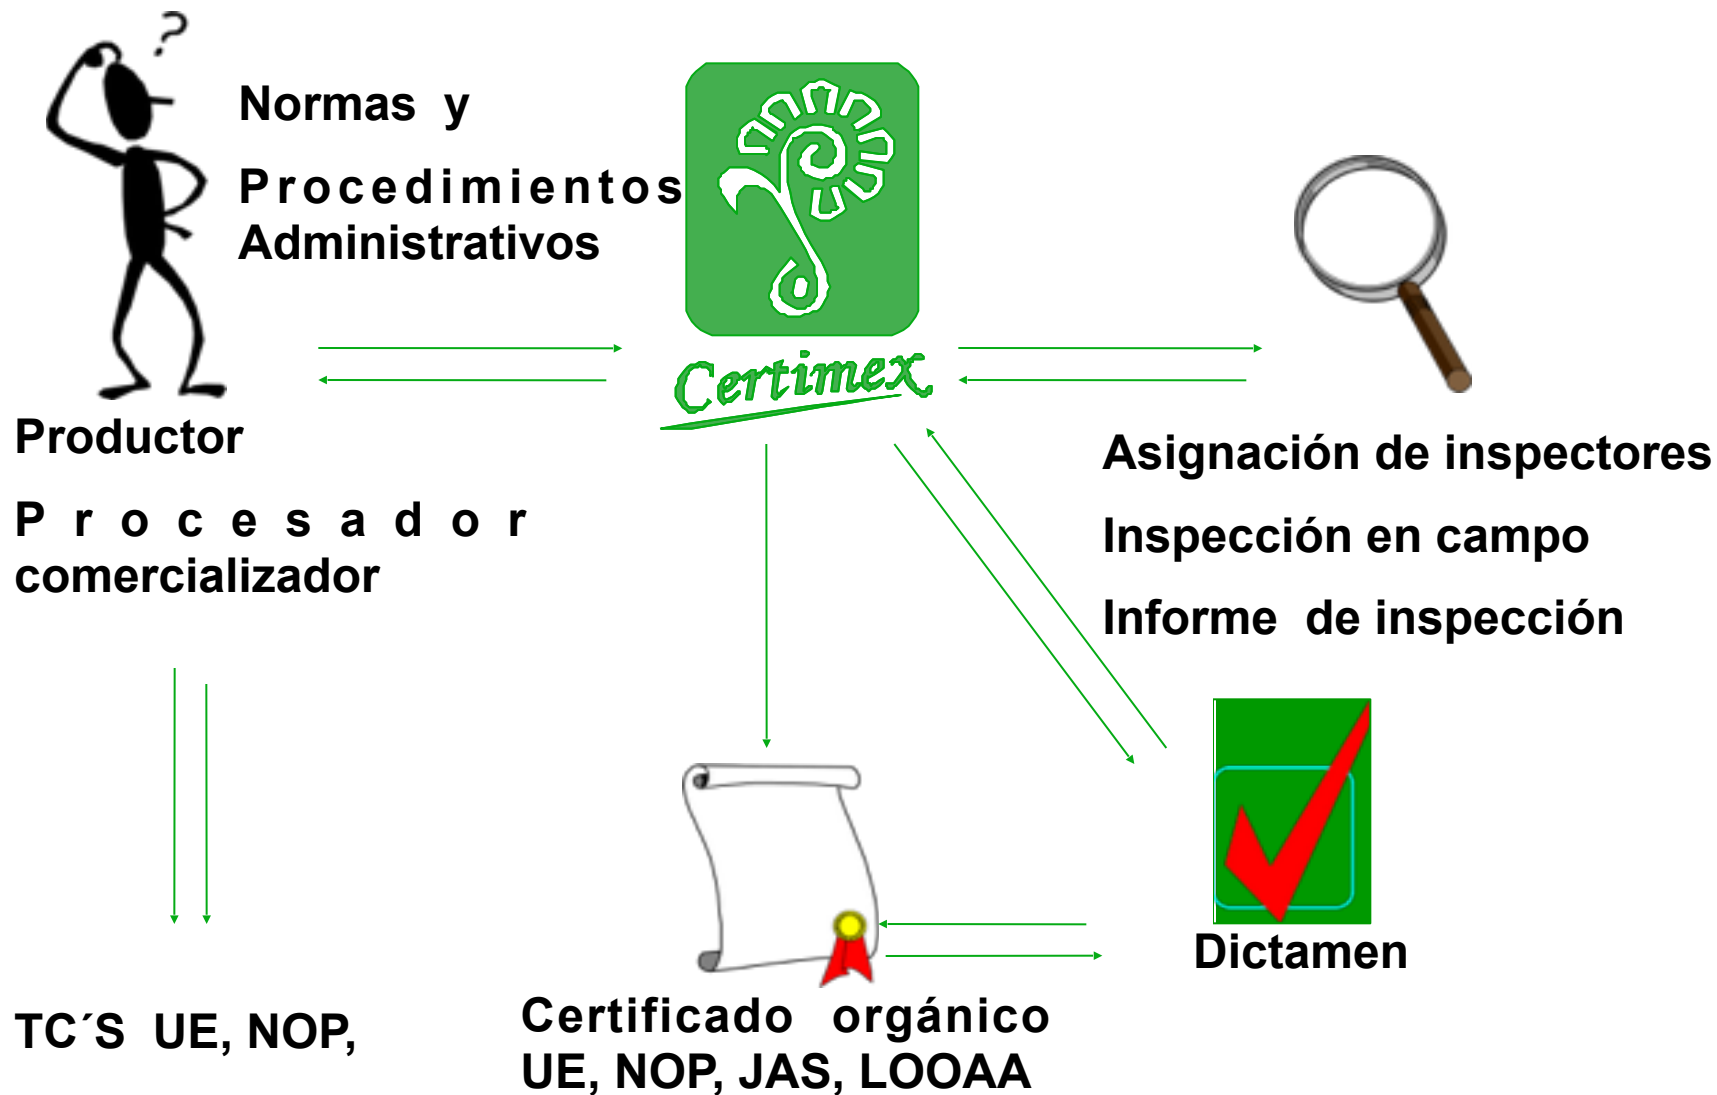 ?
Normas y
Procedimientos
Administrativos
Certimex
Productor
Procesador
comercializador
Asignación de inspectores
Inspección en campo
Informe de inspección
Dictamen
TC´S UE, NOP,
Certificado orgánico
UE, NOP, JAS, LOOAA